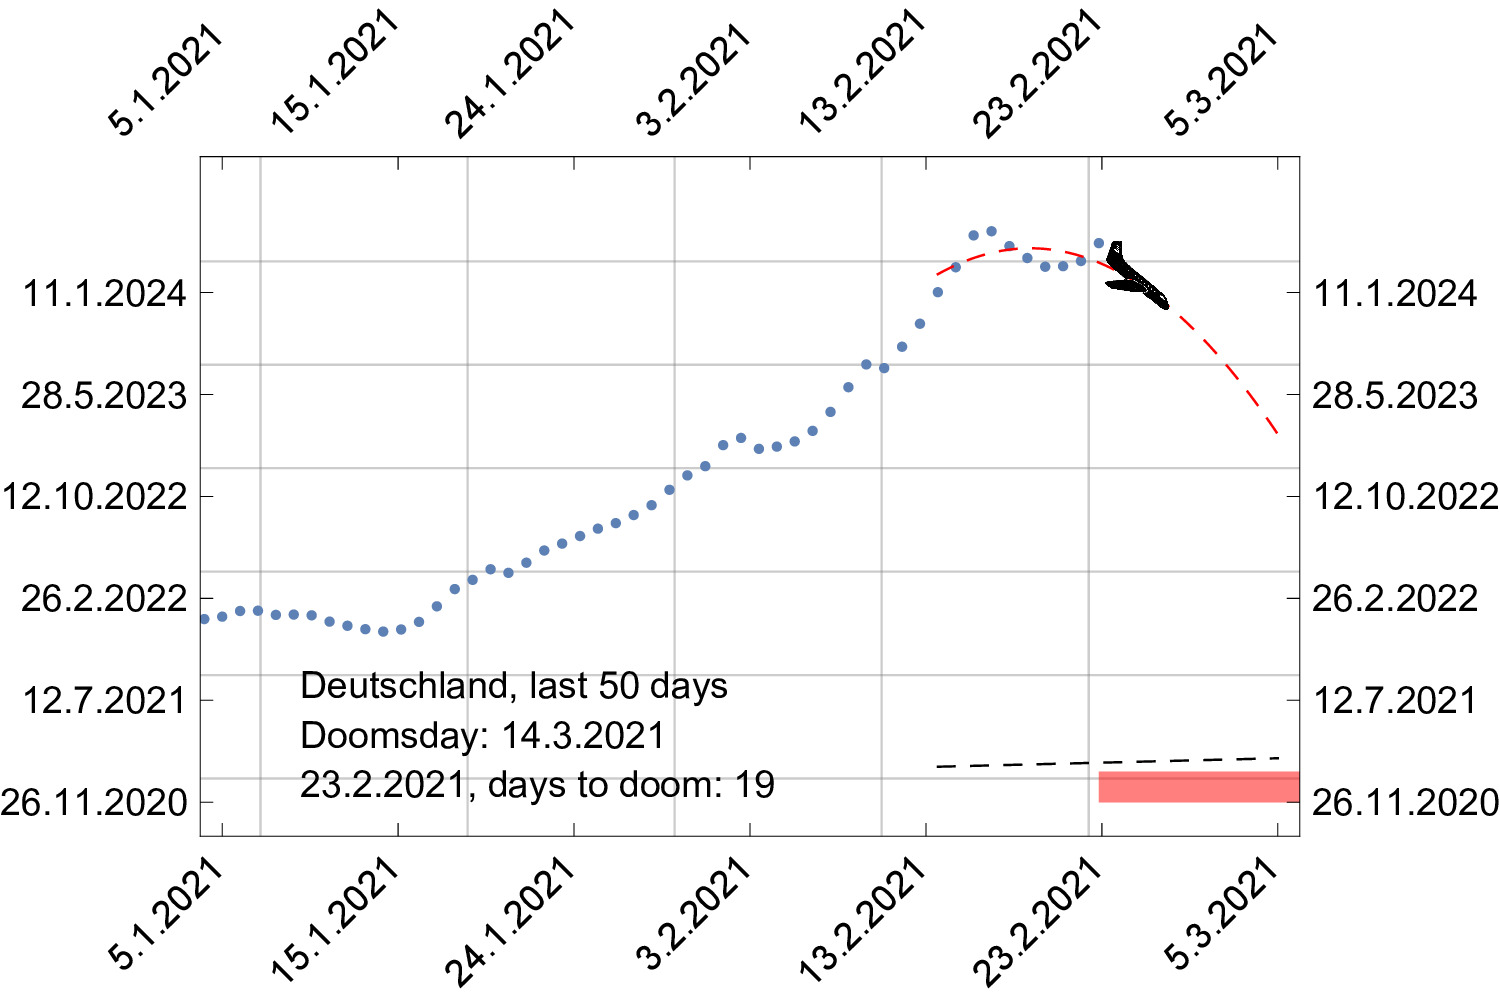 5.1.2021 15.1.2021 24.1.2021 3.2.2021 13.2.2021 23.2.2021 5.3.2021
11.1.2024 11.1.2024
28.5.2023 28.5.2023
12.10.2022 12.10.2022
26.2.2022 26.2.2022
Deutschland, last 50 days
12.7.2021 12.7.2021
Doomsday: 14.3.2021
23.2.2021, days to doom: 19
26.11.2020 26.11.2020
5.1.2021 15.1.2021 24.1.2021 3.2.2021 13.2.2021 23.2.2021 5.3.2021